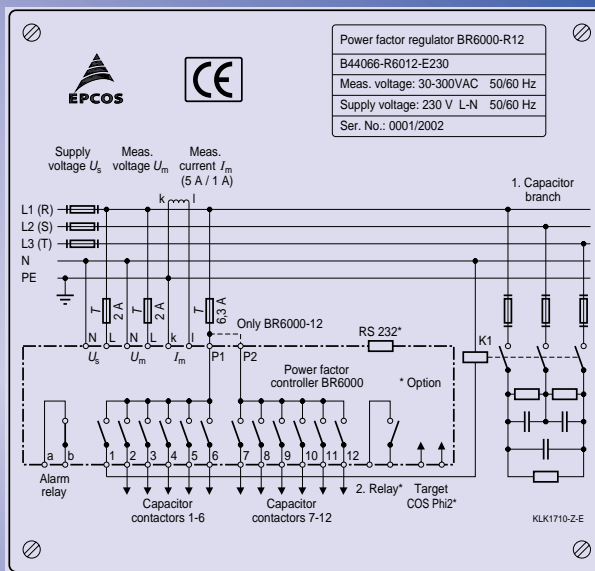 EPCOS
CE
Power factor regulator BR6000-R12
B44066-R6012-E230
Meas. voltage: 30-300VAC 50/60 Hz
Supply voltage: 230 V L-N 50/60 Hz
Ser. No.: 0001/2002
Supply voltage Us
Meas. voltage Um
Meas. current Im (5 A / 1 A)
k l
1. Capacitor branch
L1 (R)
L2 (S)
L3 (T)
N
PE
T 2 A
T 2 A
T 6,3 A
Only BR6000-12
RS 232*
K1
N L N L k l P1 P2
Us Um Im
Power factor controller BR6000
* Option
a b 1 2 3 4 5 6 7 8 9 10 11 12
Alarm relay
Capacitor contactors 1-6
Capacitor contactors 7-12
2. Relay*
Target COS Phi2*
KLK1710-Z-E